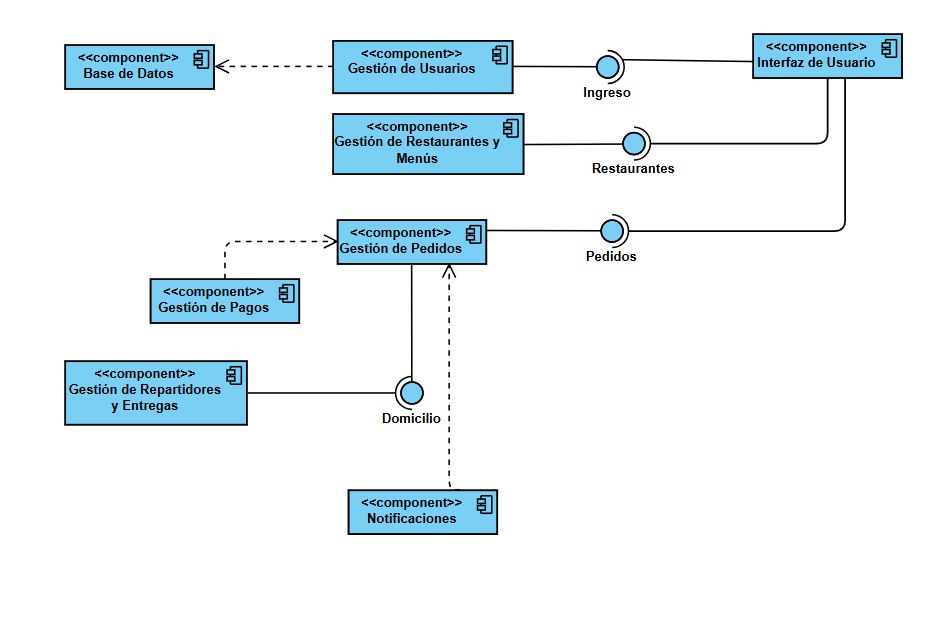 <<component>>
Base de Datos
<<component>>
Gestión de Usuarios
Ingreso
<<component>>
Interfaz de Usuario
<<component>>
Gestión de Restaurantes y
Menús
Restaurantes
<<component>>
Gestión de Pedidos
Pedidos
<<component>>
Gestión de Pagos
<<component>>
Gestión de Repartidores
y Entregas
Domicilio
<<component>>
Notificaciones